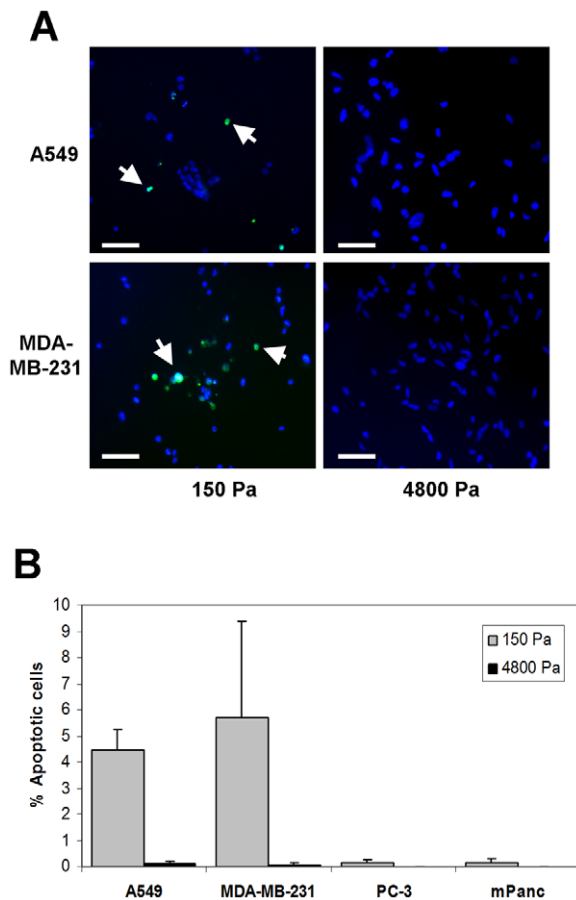 A
A549
MDA-
MB-231
150 Pa
4800 Pa
B
% Apoptotic cells
10
9
8
7
6
5
4
3
2
1
0
150 Pa
4800 Pa
A549
MDA-MB-231
PC-3
mPanc